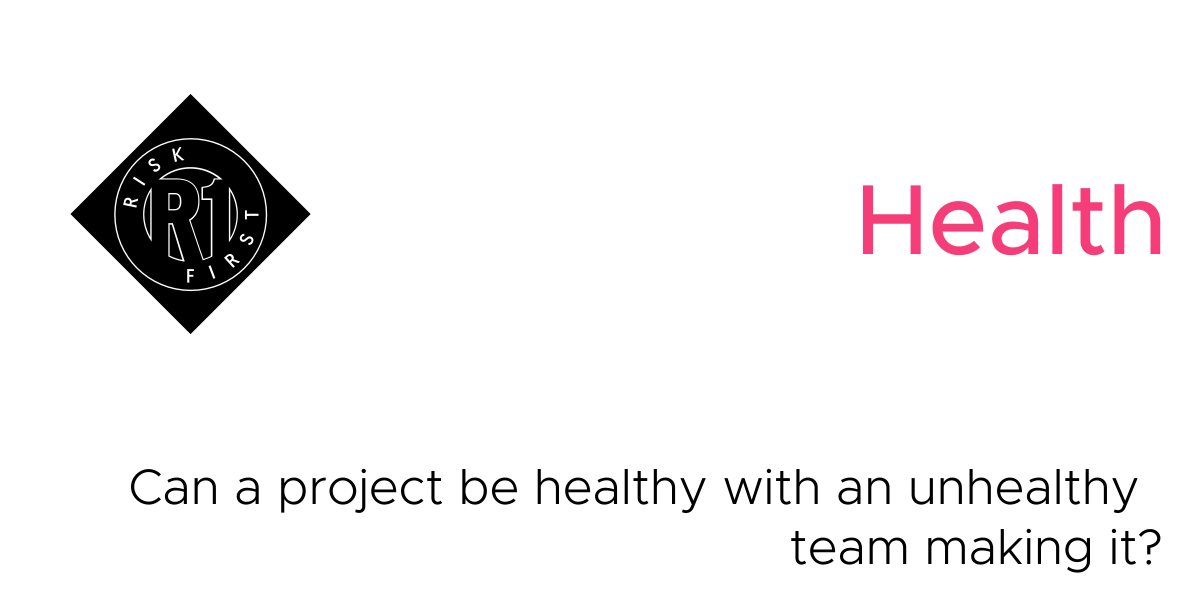 RISK
R1
FIRST
Health
Can a project be healthy with an unhealthy
team making it?